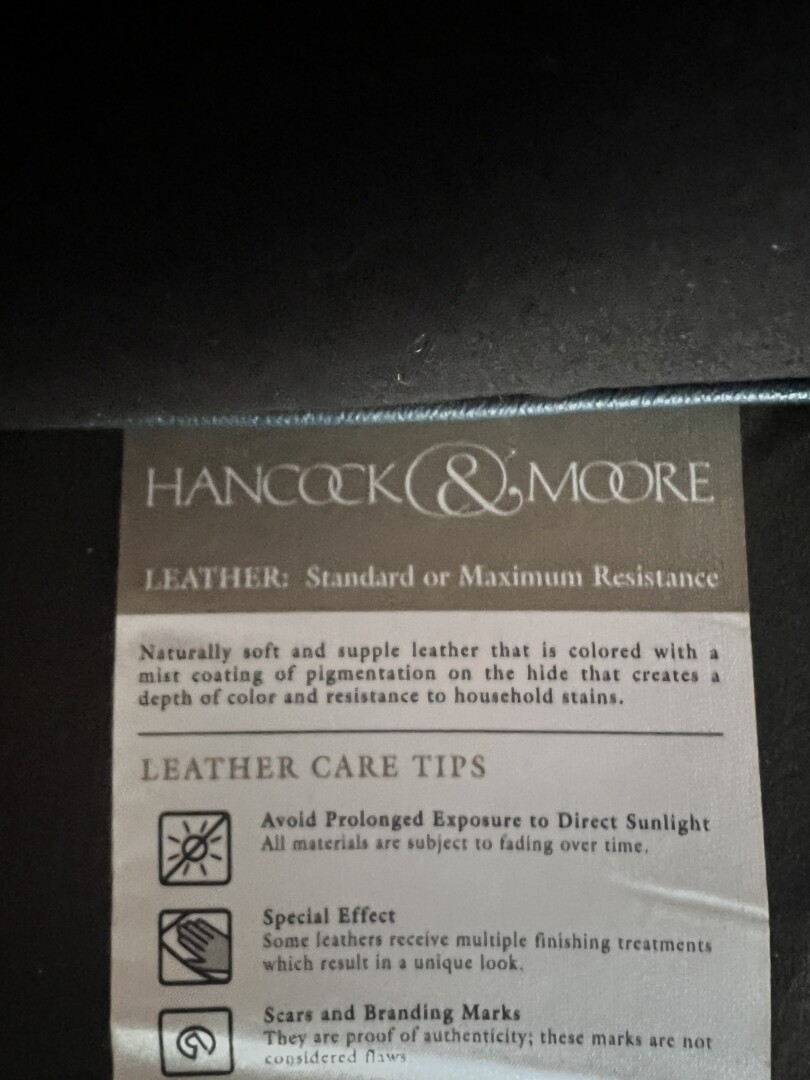 HANCOCK & MOORE
LEATHER: Standard or Maximum Resistance
Naturally soft and supple leather that is colored with a
mist coating of pigmentation on the hide that creates a
depth of color and resistance to household stains.
LEATHER CARE TIPS
Avoid Prolonged Exposure to Direct Sunlight
All materials are subject to fading over time.
Special Effect
Some leathers receive multiple finishing treatments
which result in a unique look.
Scars and Branding Marks
They are proof of authenticity; these marks are not
considered flaws